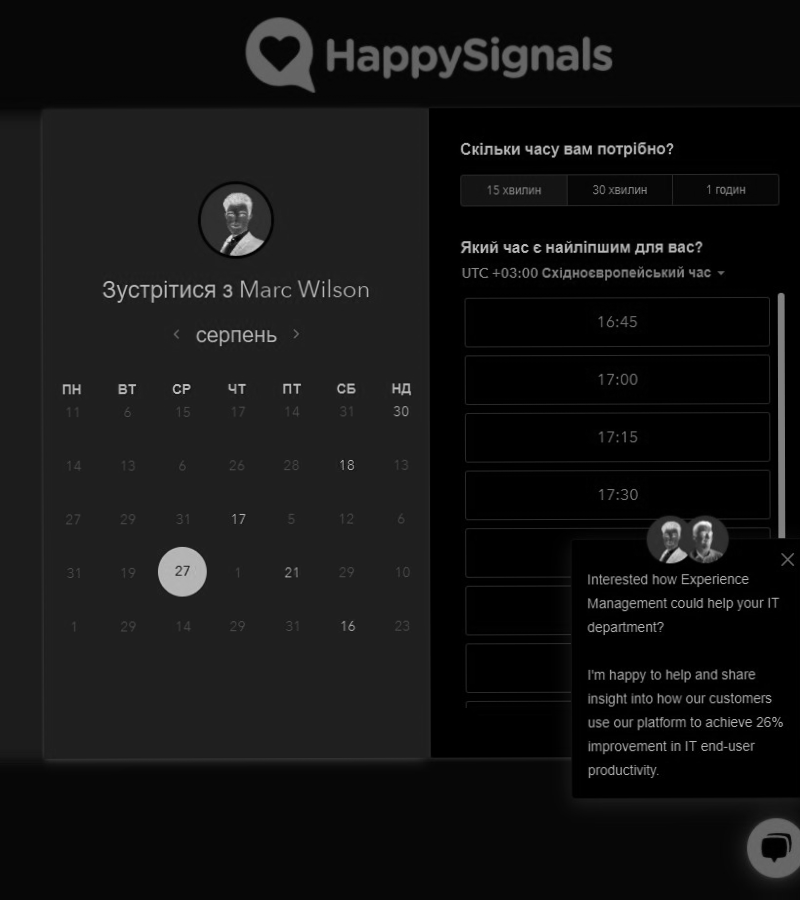 HappySignals
Зустрітися з Marc Wilson
серпень
ПН ВТ СР ЧТ ПТ СБ НД
11 6 15 17 14 31 30
14 13 6 26 28 18 13
27 29 31 17 5 12 6
31 19 27 1 21 29 10
1 29 14 29 31 16 23
Скільки часу вам потрібно?
15 хвилин 30 хвилин 1 годин
Який час є найліпшим для вас?
UTC +03:00 Східноєвропейський час
16:45
17:00
17:15
17:30
Interested how Experience
Management could help your IT
department?
I'm happy to help and share
insight into how our customers
use our platform to achieve 26%
improvement in IT end-user
productivity.